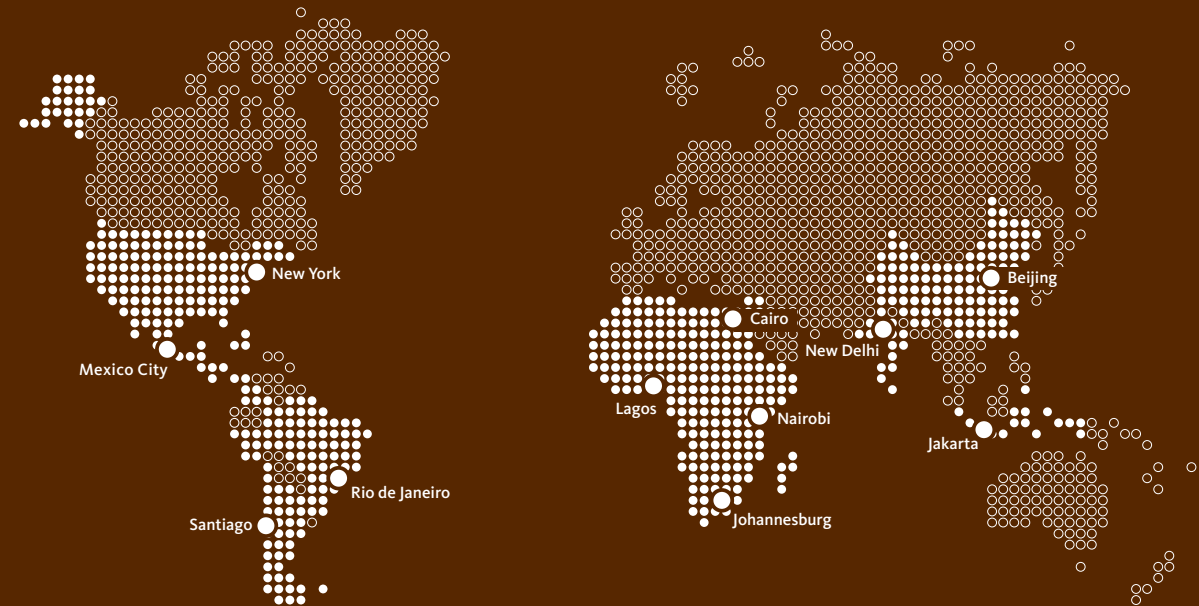 New York
Beijing
Cairo
New Delhi
Mexico City
Lagos
Nairobi
Jakarta
Rio de Janeiro
Santiago
Johannesburg